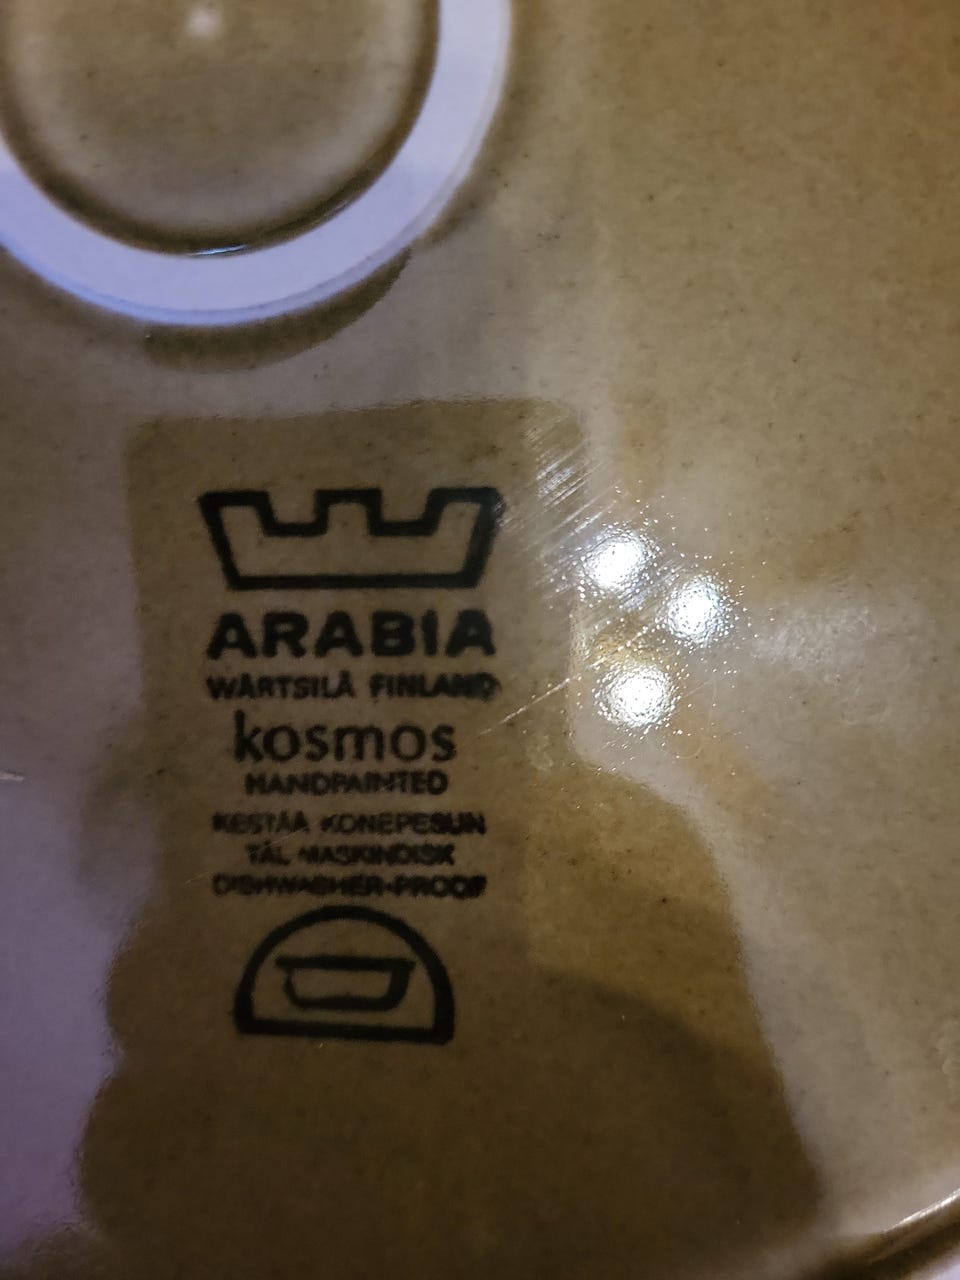 ARABIA
WÄRTSILÄ FINLAND
kosmos
HANDPAINTED
KESTÄÄ KONEPESUN
TÅL MASKINDISK
DISHWASHER-PROOF